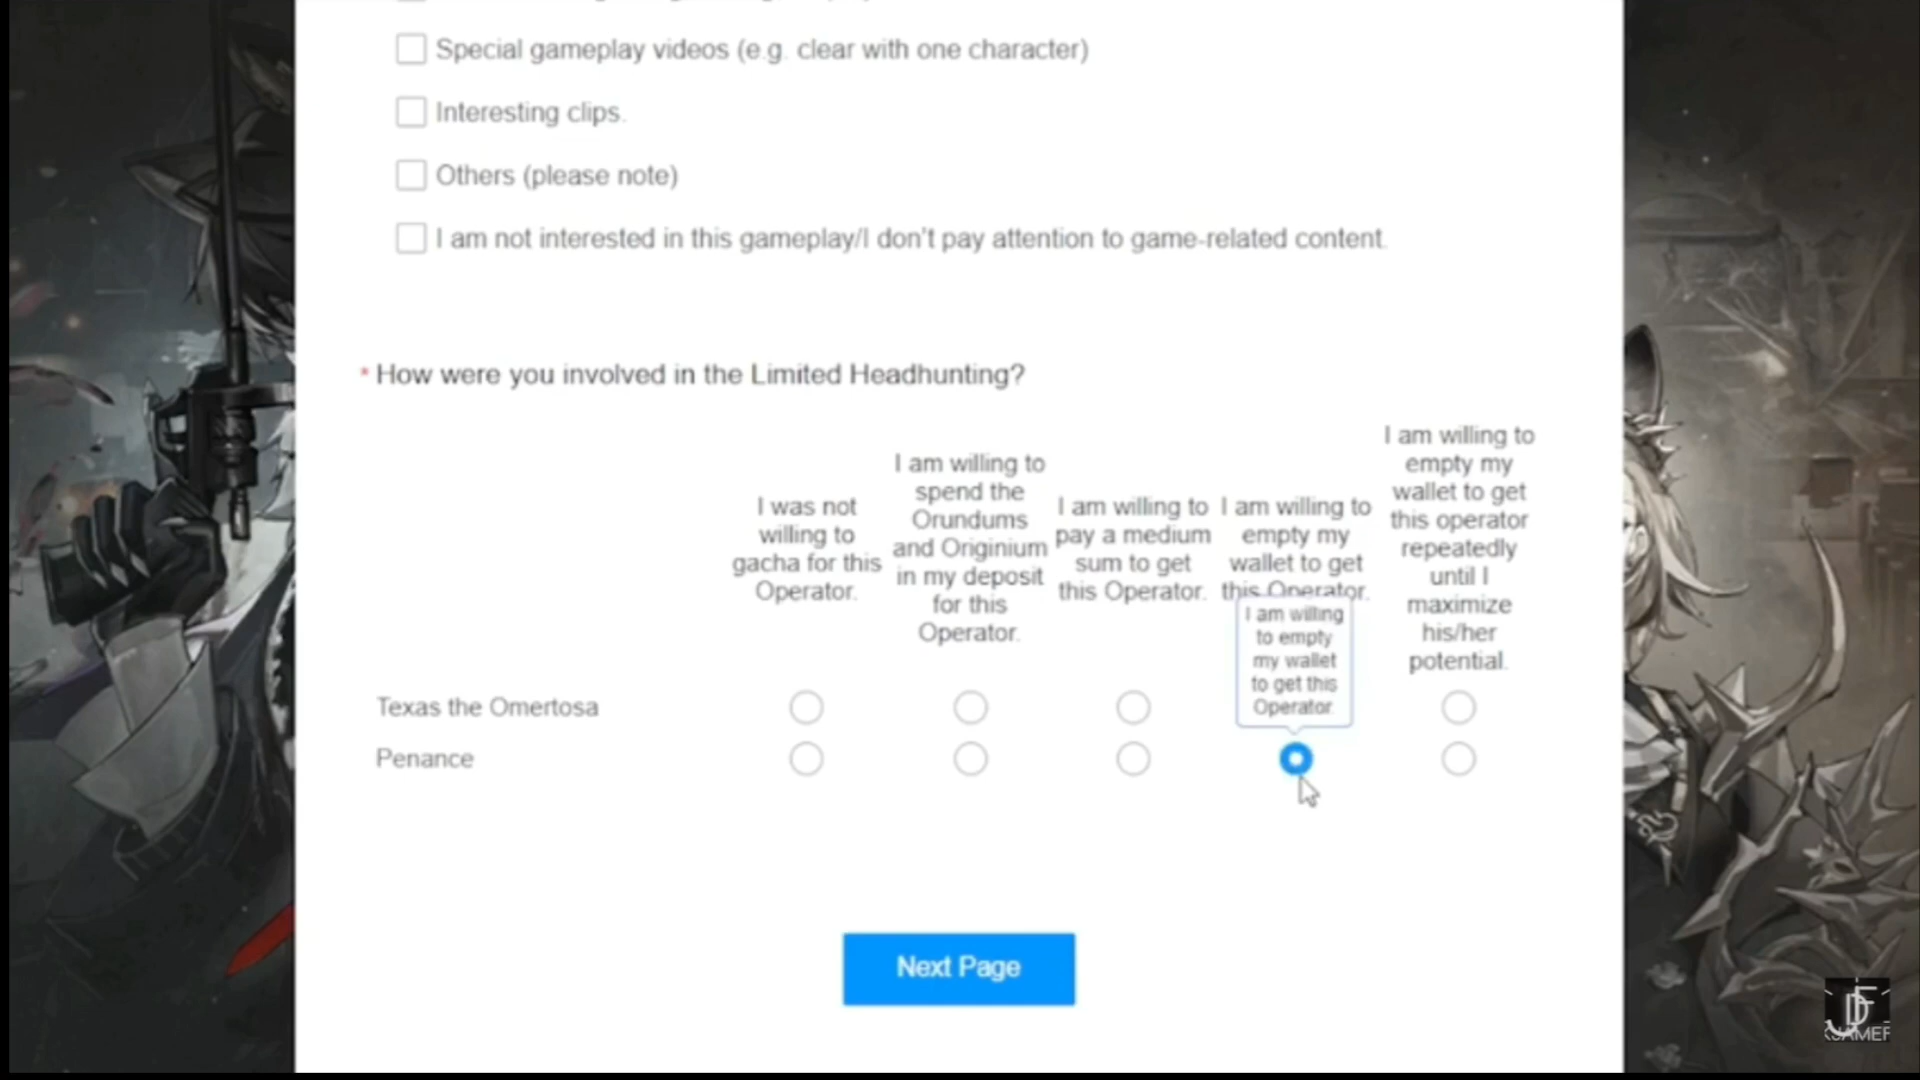 Special gameplay videos (e.g. clear with one character)
Interesting clips.
Others (please note)
I am not interested in this gameplay/I don't pay attention to game-related content.
* How were you involved in the Limited Headhunting?
I was not
willing to
gacha for this
Operator.
I am willing to
spend the
Orundums
and Originium
in my deposit
for this
Operator.
I am willing to
pay a medium
sum to get
this Operator.
I am willing to
empty my
wallet to get
this Operator.
I am willing to
empty my
wallet to get
this operator
repeatedly
until I
maximize
his/her
potential.
I am willing
to empty
my wallet
to get this
Operator
Texas the Omertosa
Penance
Next Page